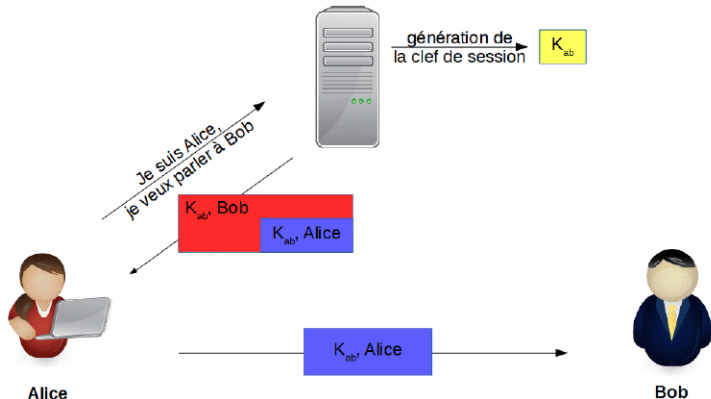 génération de
la clef de session
Kab
Je suis Alice,
je veux parler à Bob
Kab, Bob
Kab, Alice
Kab, Alice
Alice
Bob